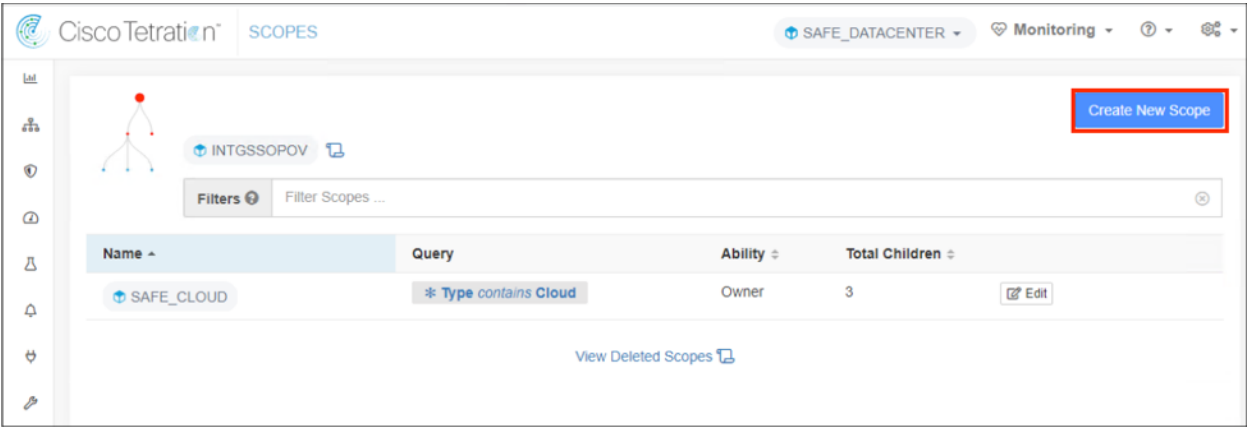 Cisco Tetration™ SCOPES SAFE_DATACENTER Monitoring
Create New Scope
INTGSSOPOV
Filters Filter Scopes ...
Name Query Ability Total Children
SAFE_CLOUD * Type contains Cloud Owner 3 Edit
View Deleted Scopes